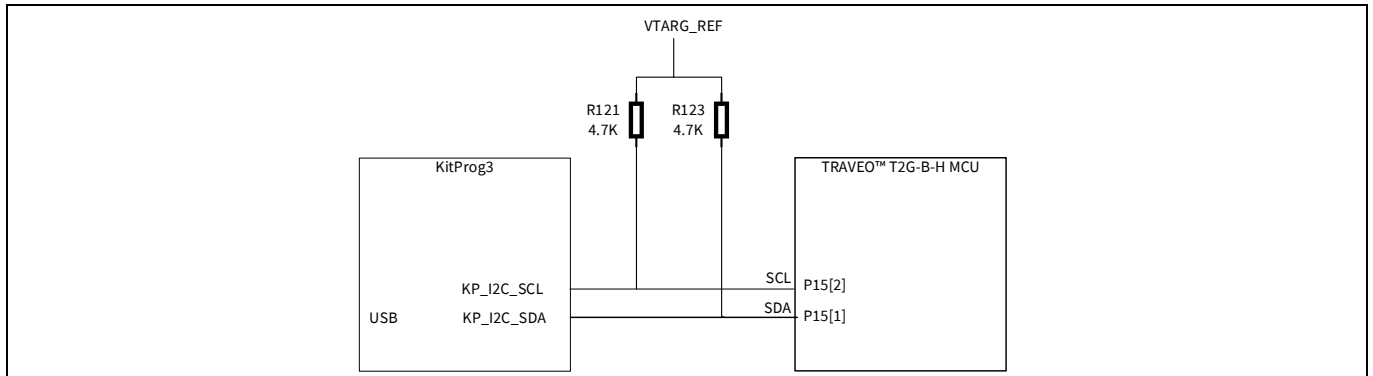 VTARG_REF
R121
4.7K
R123
4.7K
KitProg3
TRAVEO™ T2G-B-H MCU
KP_I2C_SCL
SCL
P15[2]
USB
KP_I2C_SDA
SDA
P15[1]